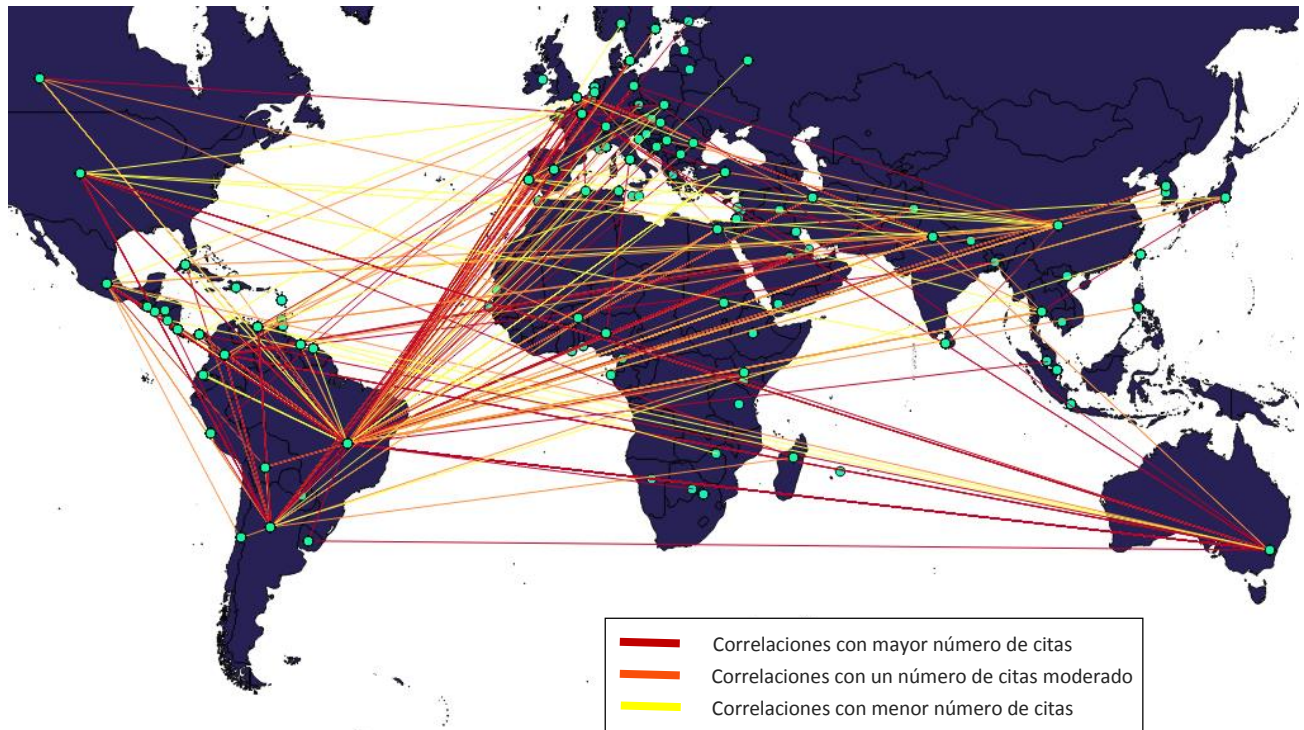 Correlaciones con mayor número de citas
Correlaciones con un número de citas moderado
Correlaciones con menor número de citas